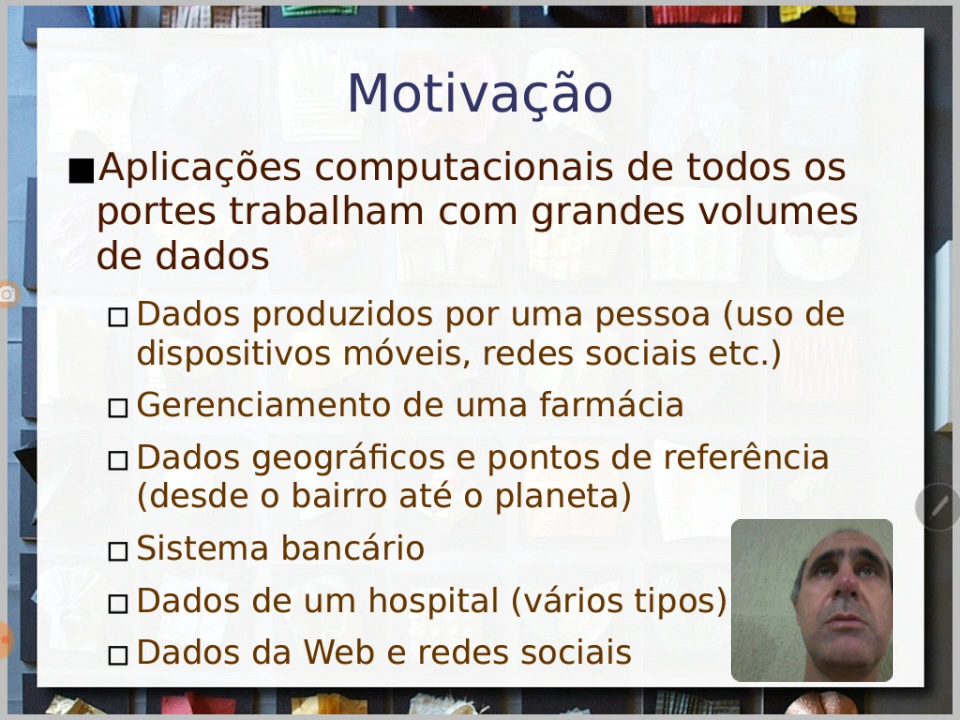 Motivação
Aplicações computacionais de todos os
portes trabalham com grandes volumes
de dados
Dados produzidos por uma pessoa (uso de
dispositivos móveis, redes sociais etc.)
Gerenciamento de uma farmácia
Dados geográficos e pontos de referência
(desde o bairro até o planeta)
Sistema bancário
Dados de um hospital (vários tipos)
Dados da Web e redes sociais